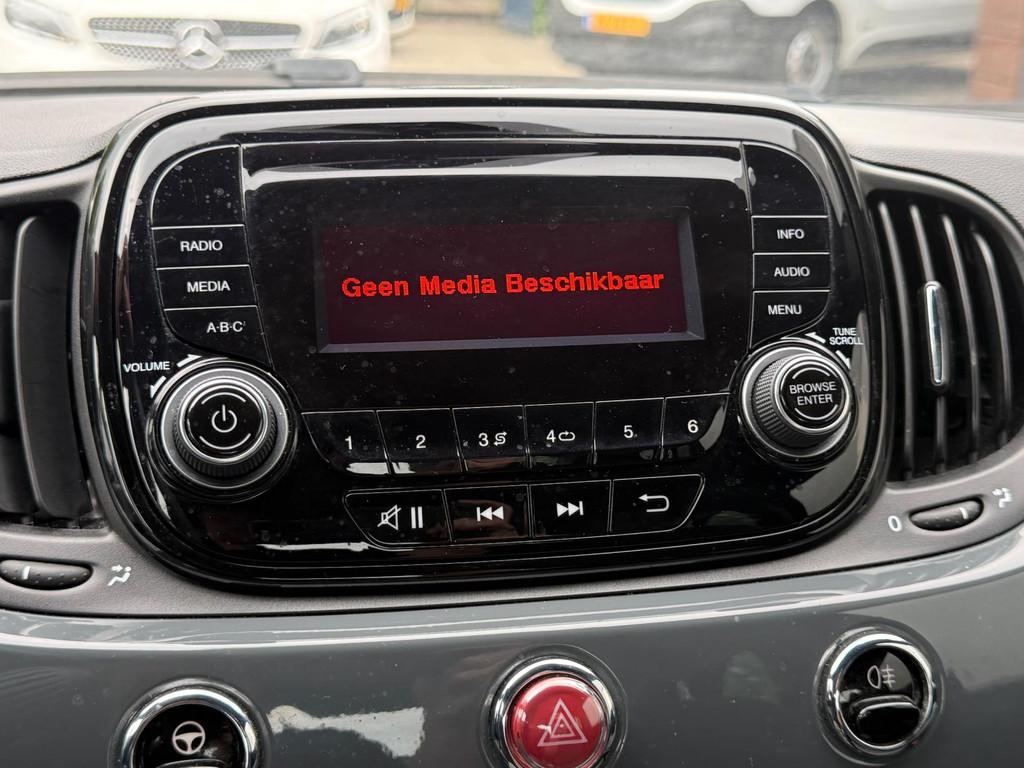 RADIO
MEDIA
A·B·C
VOLUME
Geen Media Beschikbaar
INFO
AUDIO
MENU
TUNE
SCROLL
BROWSE
ENTER
1
2
3
4
5
6
0